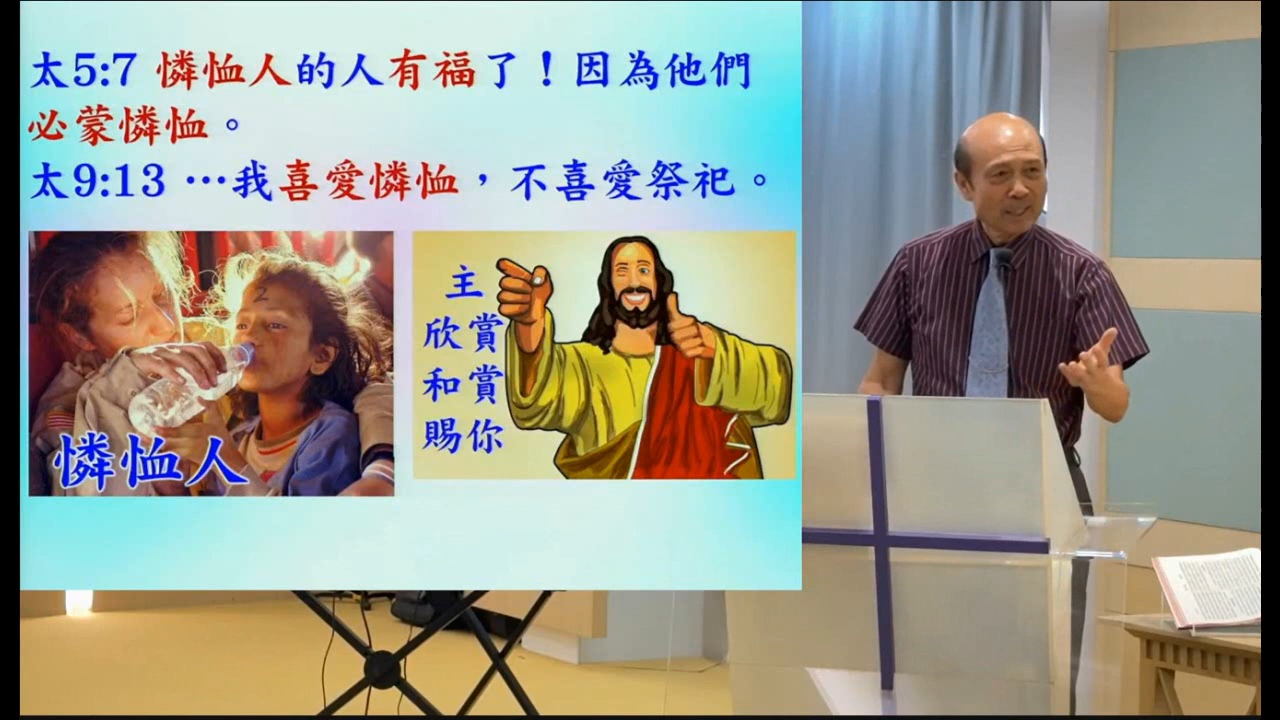 太5:7 憐恤人的人有福了！因為他們
必蒙憐恤。
太9:13 …我喜愛憐恤，不喜愛祭祀。
憐恤人
主
欣賞
和賞
賜你